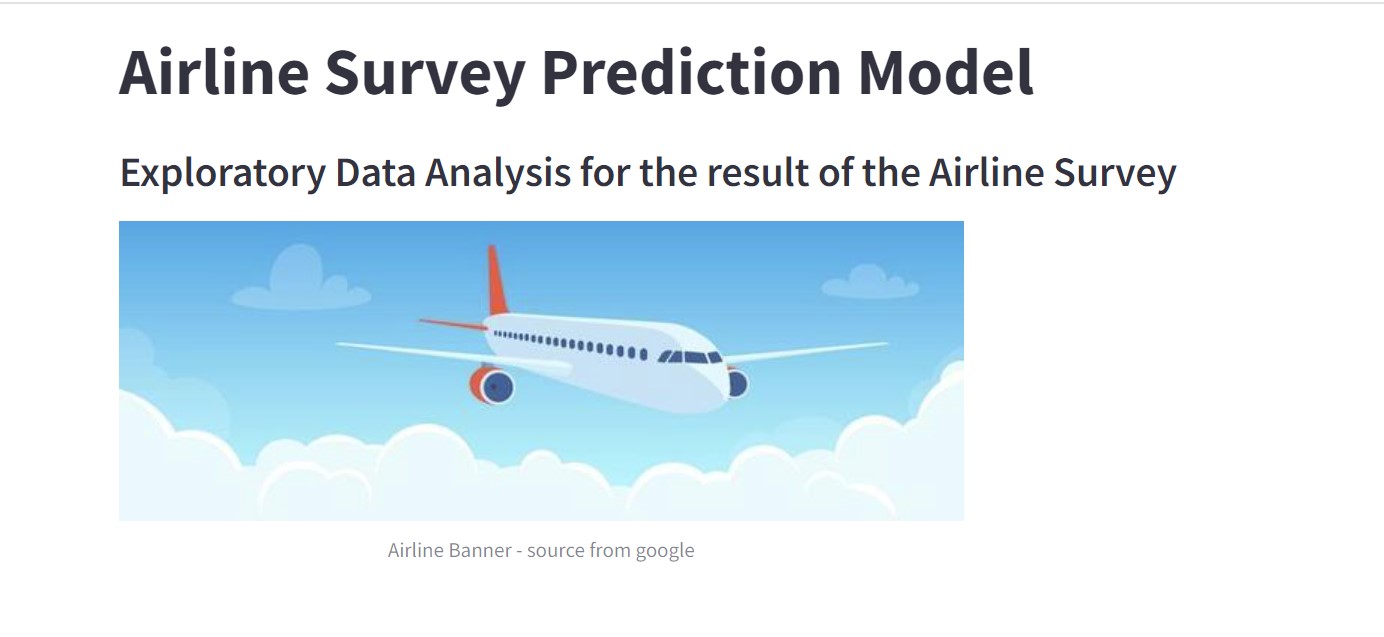 Airline Survey Prediction Model
Exploratory Data Analysis for the result of the Airline Survey
Airline Banner - source from google